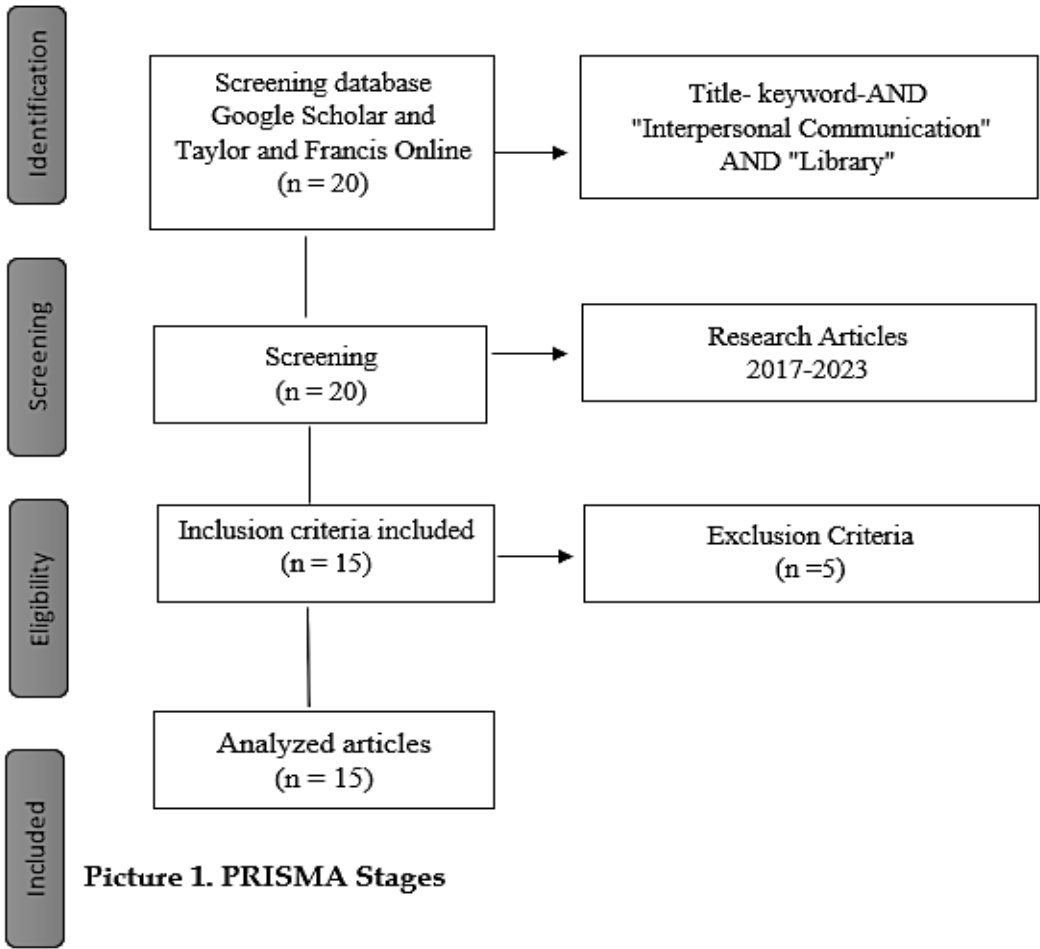 Identification
Screening database
Google Scholar and
Taylor and Francis Online
(n = 20)
Title- keyword-AND
"Interpersonal Communication"
AND "Library"
Screening
Screening
(n = 20)
Research Articles
2017-2023
Eligibility
Inclusion criteria included
(n = 15)
Exclusion Criteria
(n =5)
Included
Analyzed articles
(n = 15)
Picture 1. PRISMA Stages